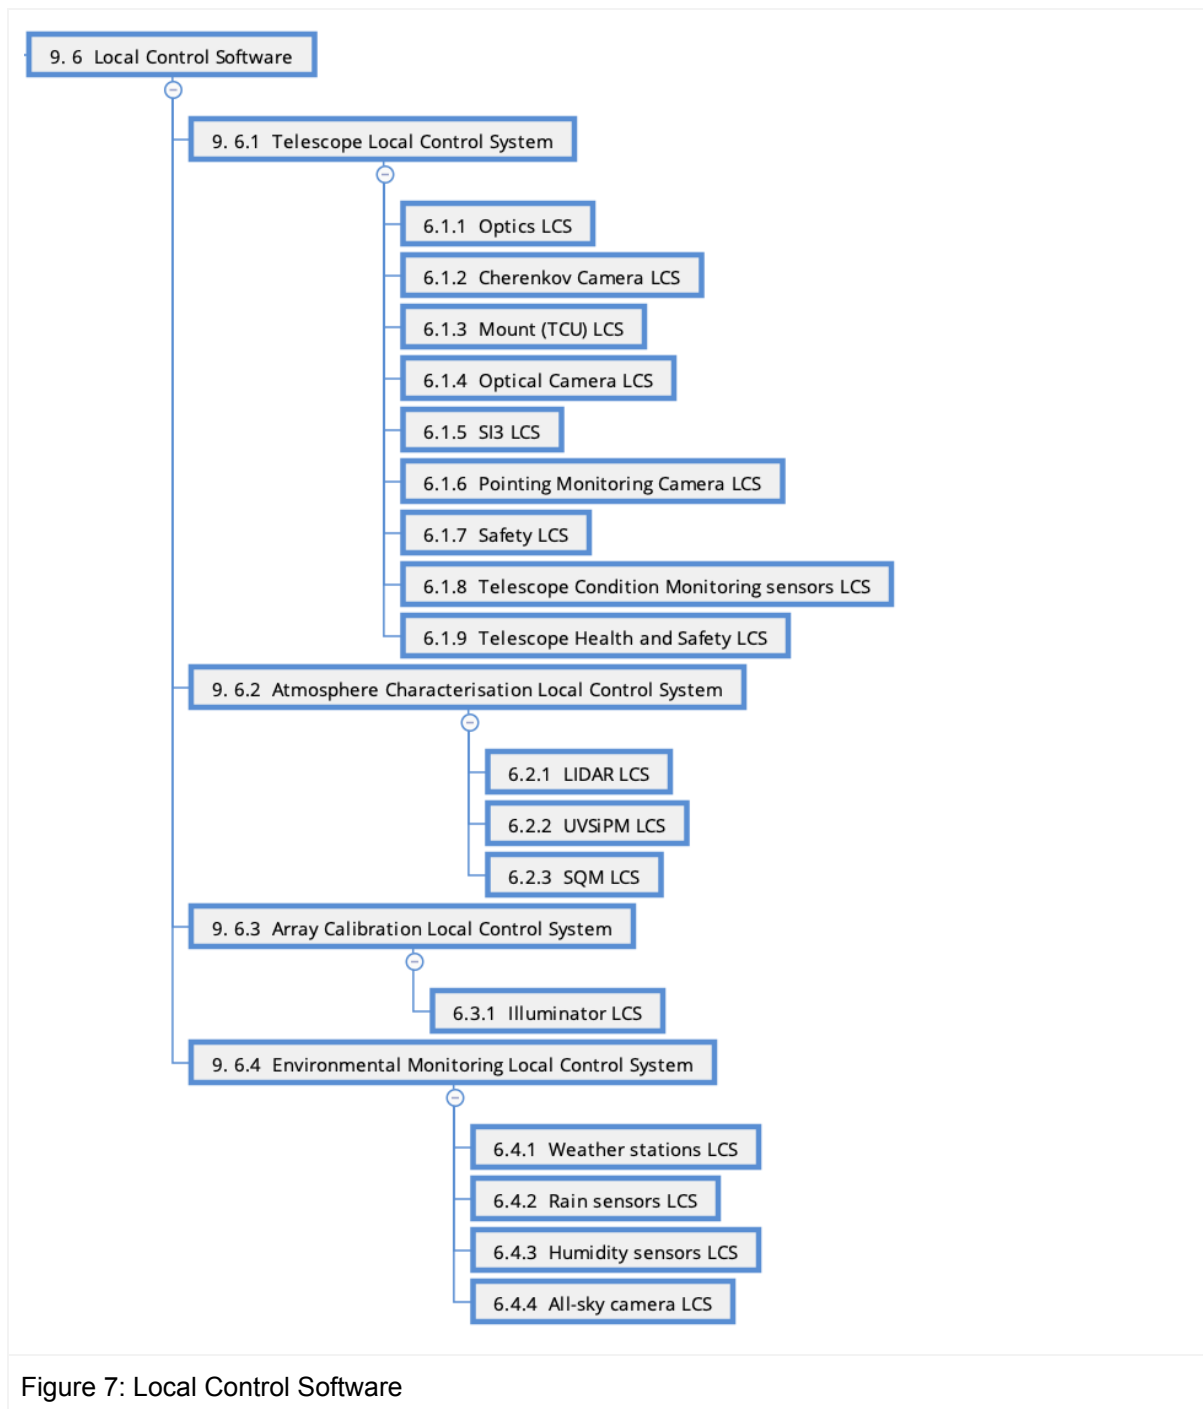 9. 6 Local Control Software
9. 6.1 Telescope Local Control System
6.1.1 Optics LCS
6.1.2 Cherenkov Camera LCS
6.1.3 Mount (TCU) LCS
6.1.4 Optical Camera LCS
6.1.5 SI3 LCS
6.1.6 Pointing Monitoring Camera LCS
6.1.7 Safety LCS
6.1.8 Telescope Condition Monitoring sensors LCS
6.1.9 Telescope Health and Safety LCS
9. 6.2 Atmosphere Characterisation Local Control System
6.2.1 LIDAR LCS
6.2.2 UVSiPM LCS
6.2.3 SQM LCS
9. 6.3 Array Calibration Local Control System
6.3.1 Illuminator LCS
9. 6.4 Environmental Monitoring Local Control System
6.4.1 Weather stations LCS
6.4.2 Rain sensors LCS
6.4.3 Humidity sensors LCS
6.4.4 All-sky camera LCS
Figure 7: Local Control Software